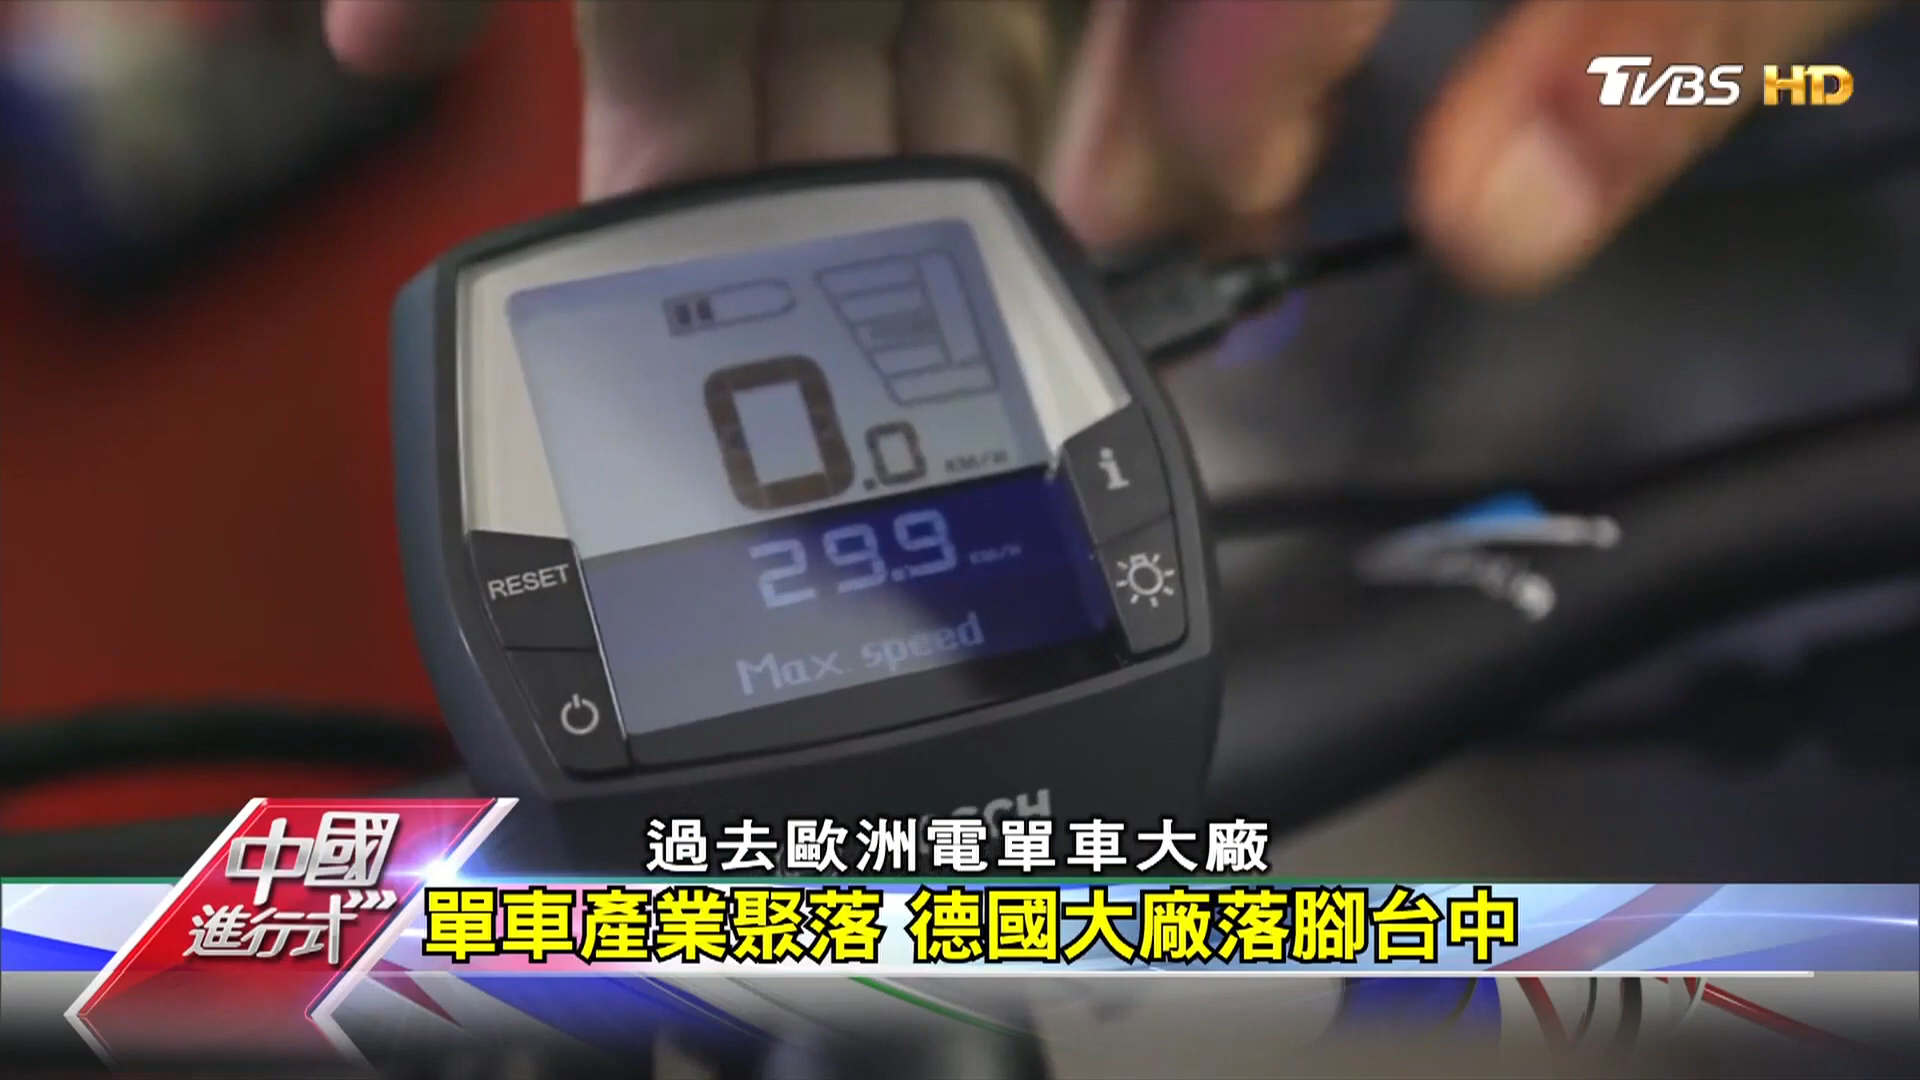 TVBS HD
0.0 KM/H
29.9 KM/H
Max. speed
RESET
i
過去歐洲電單車大廠
中國進行式
單車產業聚落 德國大廠落腳台中